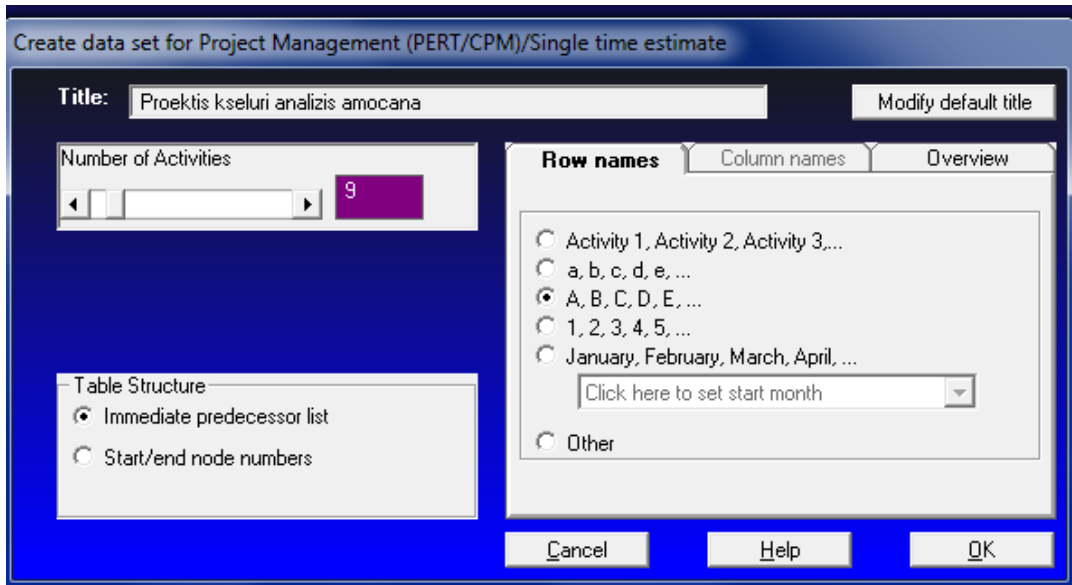 Create data set for Project Management (PERT/CPM)/Single time estimate
Title: Proektis kseluri analizis amocana Modify default title
Number of Activities
9
Row names Column names Overview
Activity 1, Activity 2, Activity 3,...
a, b, c, d, e, ...
A, B, C, D, E, ...
1, 2, 3, 4, 5, ...
January, February, March, April, ...
Click here to set start month
Other
Table Structure
Immediate predecessor list
Start/end node numbers
Cancel Help OK